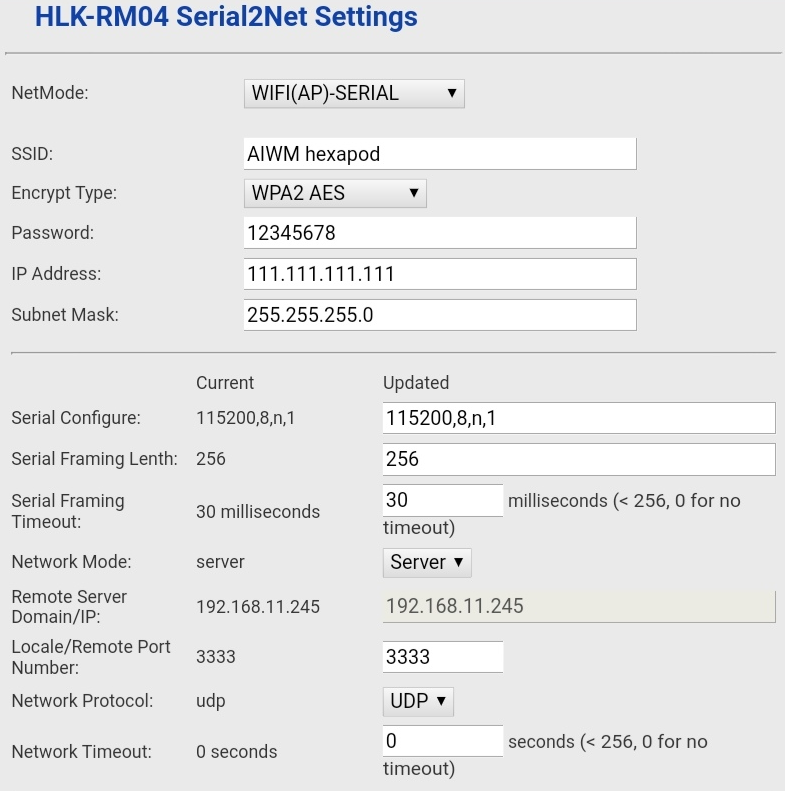 HLK-RM04 Serial2Net Settings
NetMode: WIFI(AP)-SERIAL
SSID: AIWM hexapod
Encrypt Type: WPA2 AES
Password: 12345678
IP Address: 111.111.111.111
Subnet Mask: 255.255.255.0
Current Updated
Serial Configure: 115200,8,n,1 115200,8,n,1
Serial Framing Lenth: 256 256
Serial Framing
Timeout: 30 milliseconds 30 milliseconds (< 256, 0 for no
timeout)
Network Mode: server Server
Remote Server
Domain/IP: 192.168.11.245 192.168.11.245
Locale/Remote Port
Number: 3333 3333
Network Protocol: udp UDP
Network Timeout: 0 seconds 0 seconds (< 256, 0 for no
timeout)